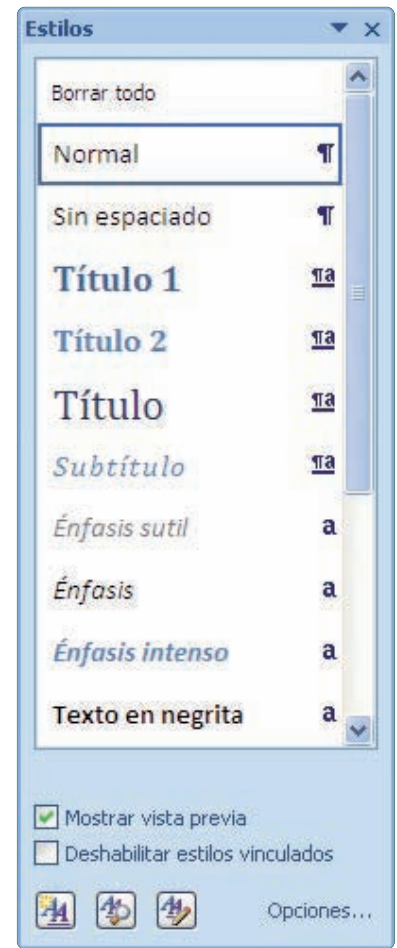 Estilos
Borrar todo
Normal ¶
Sin espaciado ¶
Título 1 ¶a
Título 2 ¶a
Título ¶a
Subtítulo ¶a
Énfasis sutil a
Énfasis a
Énfasis intenso a
Texto en negrita a
Mostrar vista previa
Deshabilitar estilos vinculados
Opciones...